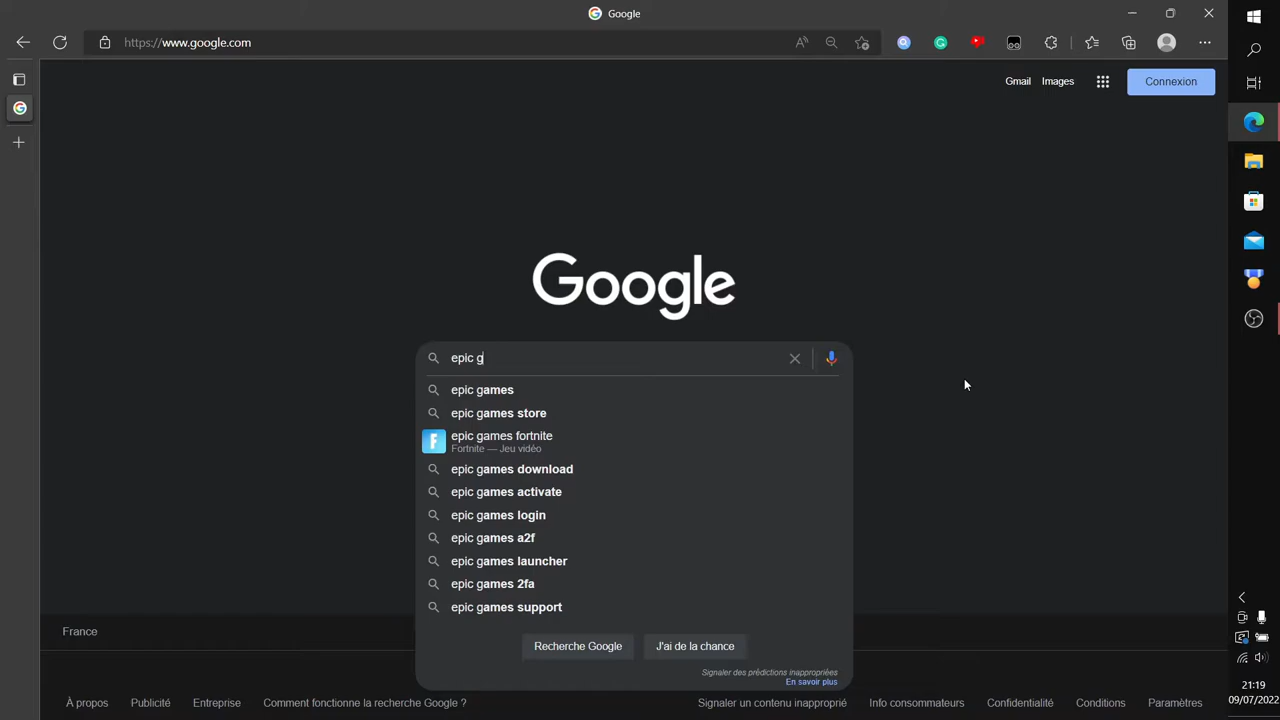 Google
https://www.google.com
Gmail
Images
Connexion
Google
epic g
epic games
epic games store
epic games fortnite
Fortnite — Jeu vidéo
epic games download
epic games activate
epic games login
epic games a2f
epic games launcher
epic games 2fa
epic games support
Recherche Google
J'ai de la chance
Signaler des prédictions inappropriées
En savoir plus
France
À propos
Publicité
Entreprise
Comment fonctionne la recherche Google ?
Signaler un contenu inapproprié
Info consommateurs
Confidentialité
Conditions
Paramètres
21:19
09/07/2022